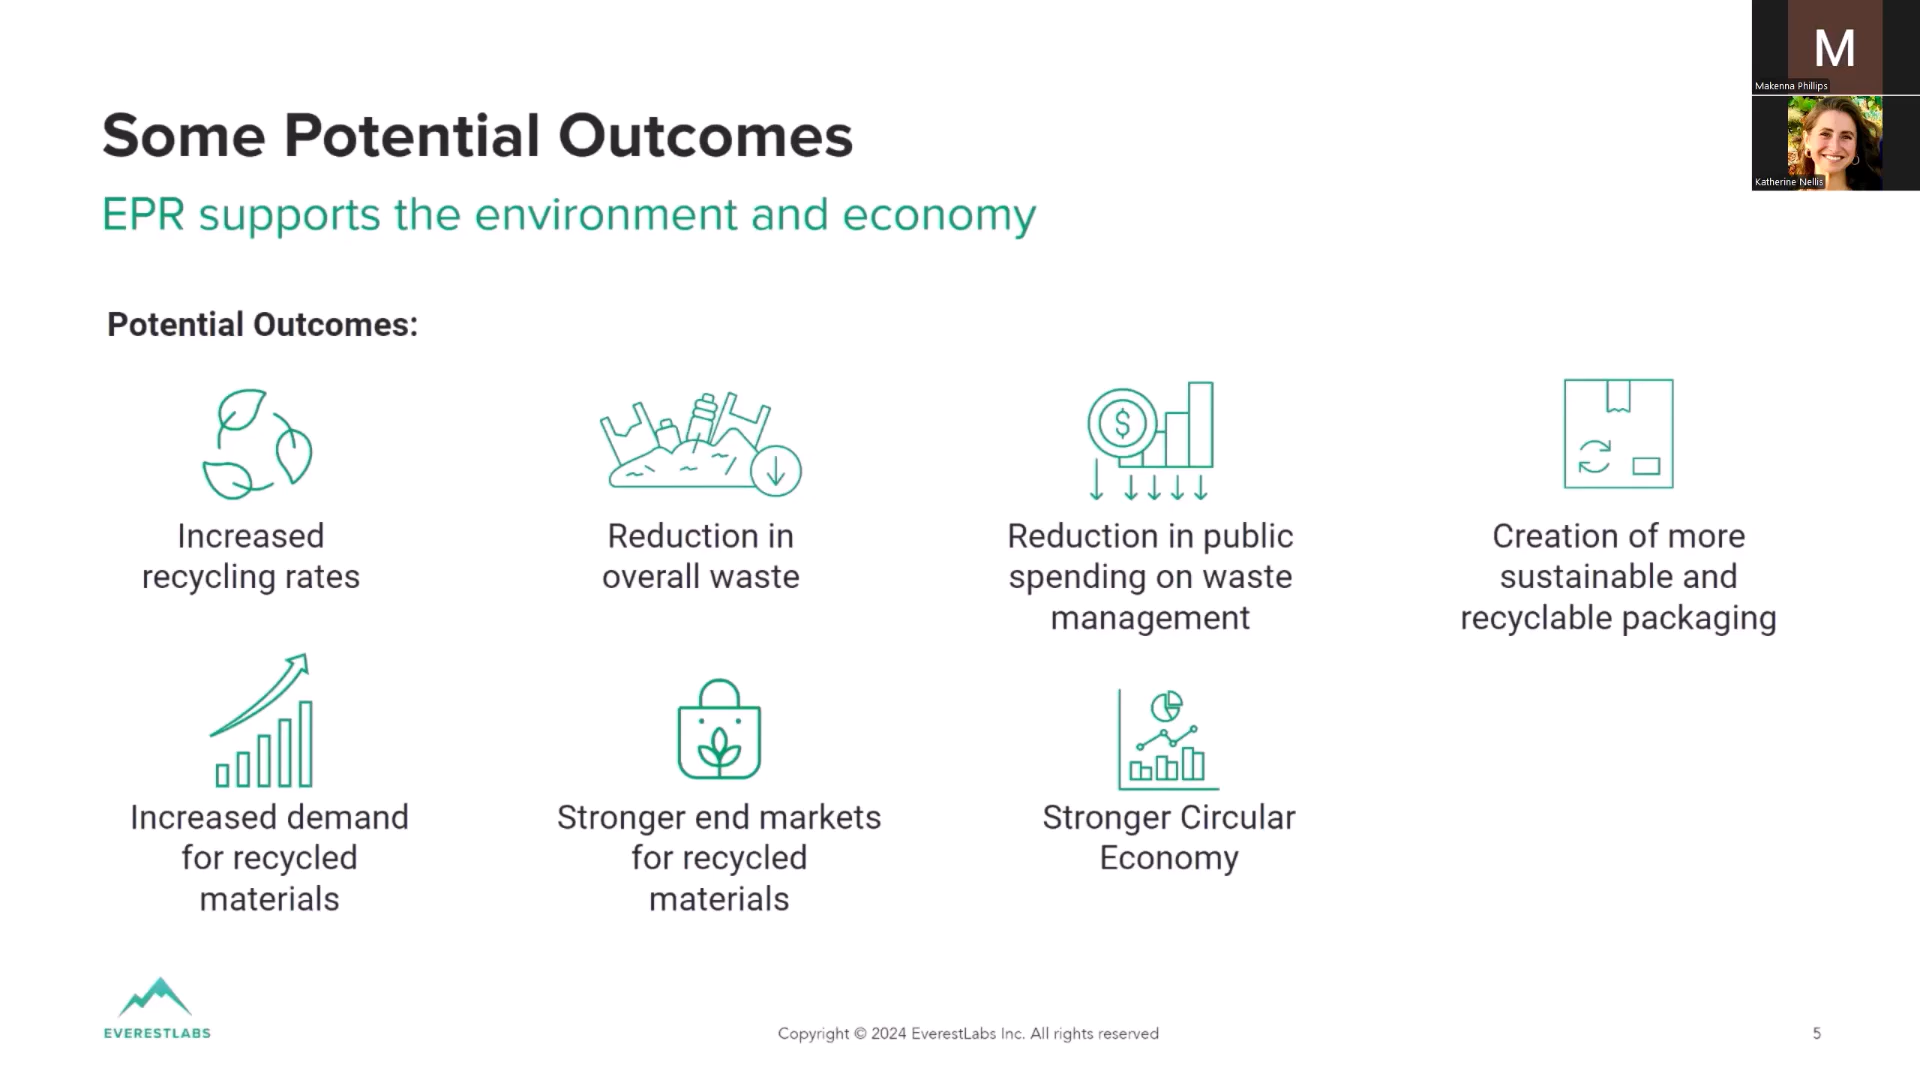 M
Makenna Phillips
Katherine Nellis
Some Potential Outcomes
EPR supports the environment and economy
Potential Outcomes:
$
Increased
recycling rates
Reduction in
overall waste
Reduction in public
spending on waste
management
Creation of more
sustainable and
recyclable packaging
Increased demand
for recycled
materials
Stronger end markets
for recycled
materials
Stronger Circular
Economy
EVERESTLABS
Copyright © 2024 EverestLabs Inc. All rights reserved
5